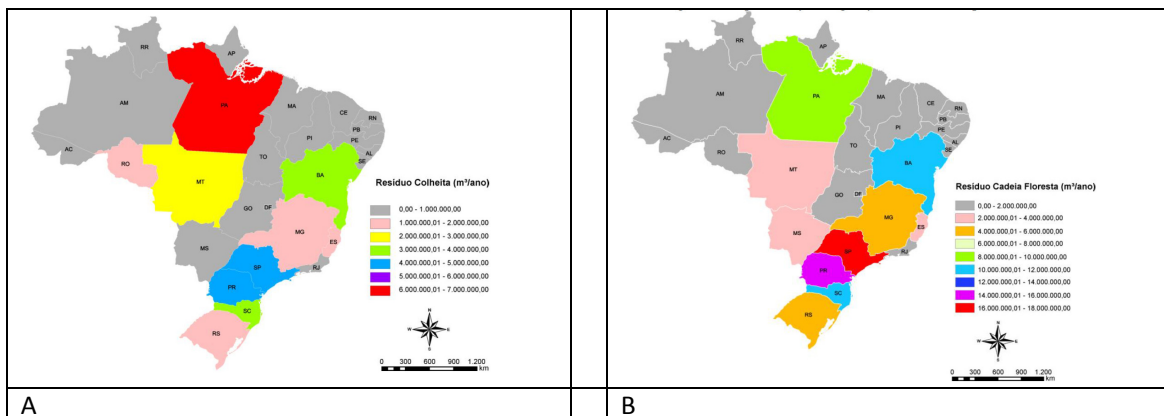 RR
AP
AM
PA
MA
CE
RN
PB
PE
AL
SE
PI
AC
RO
TO
MT
BA
GO
DF
MG
ES
MS
SP
RJ
PR
SC
RS
Resíduo Colheita (m³/ano)
0,00 - 1.000.000,00
1.000.000,01 - 2.000.000,00
2.000.000,01 - 3.000.000,00
3.000.000,01 - 4.000.000,00
4.000.000,01 - 5.000.000,00
5.000.000,01 - 6.000.000,00
6.000.000,01 - 7.000.000,00
N
W
E
S
0 300 600 900 1.200
km
A
RR
AP
AM
PA
MA
CE
RN
PB
PE
AL
SE
PI
AC
RO
TO
MT
BA
GO
DF
MG
ES
MS
SP
RJ
PR
SC
RS
Resíduo Cadeia Floresta (m³/ano)
0,00 - 2.000.000,00
2.000.000,01 - 4.000.000,00
4.000.000,01 - 6.000.000,00
6.000.000,01 - 8.000.000,00
8.000.000,01 - 10.000.000,00
10.000.000,01 - 12.000.000,00
12.000.000,01 - 14.000.000,00
14.000.000,01 - 16.000.000,00
16.000.000,01 - 18.000.000,00
N
W
E
S
0 300 600 900 1.200
km
B